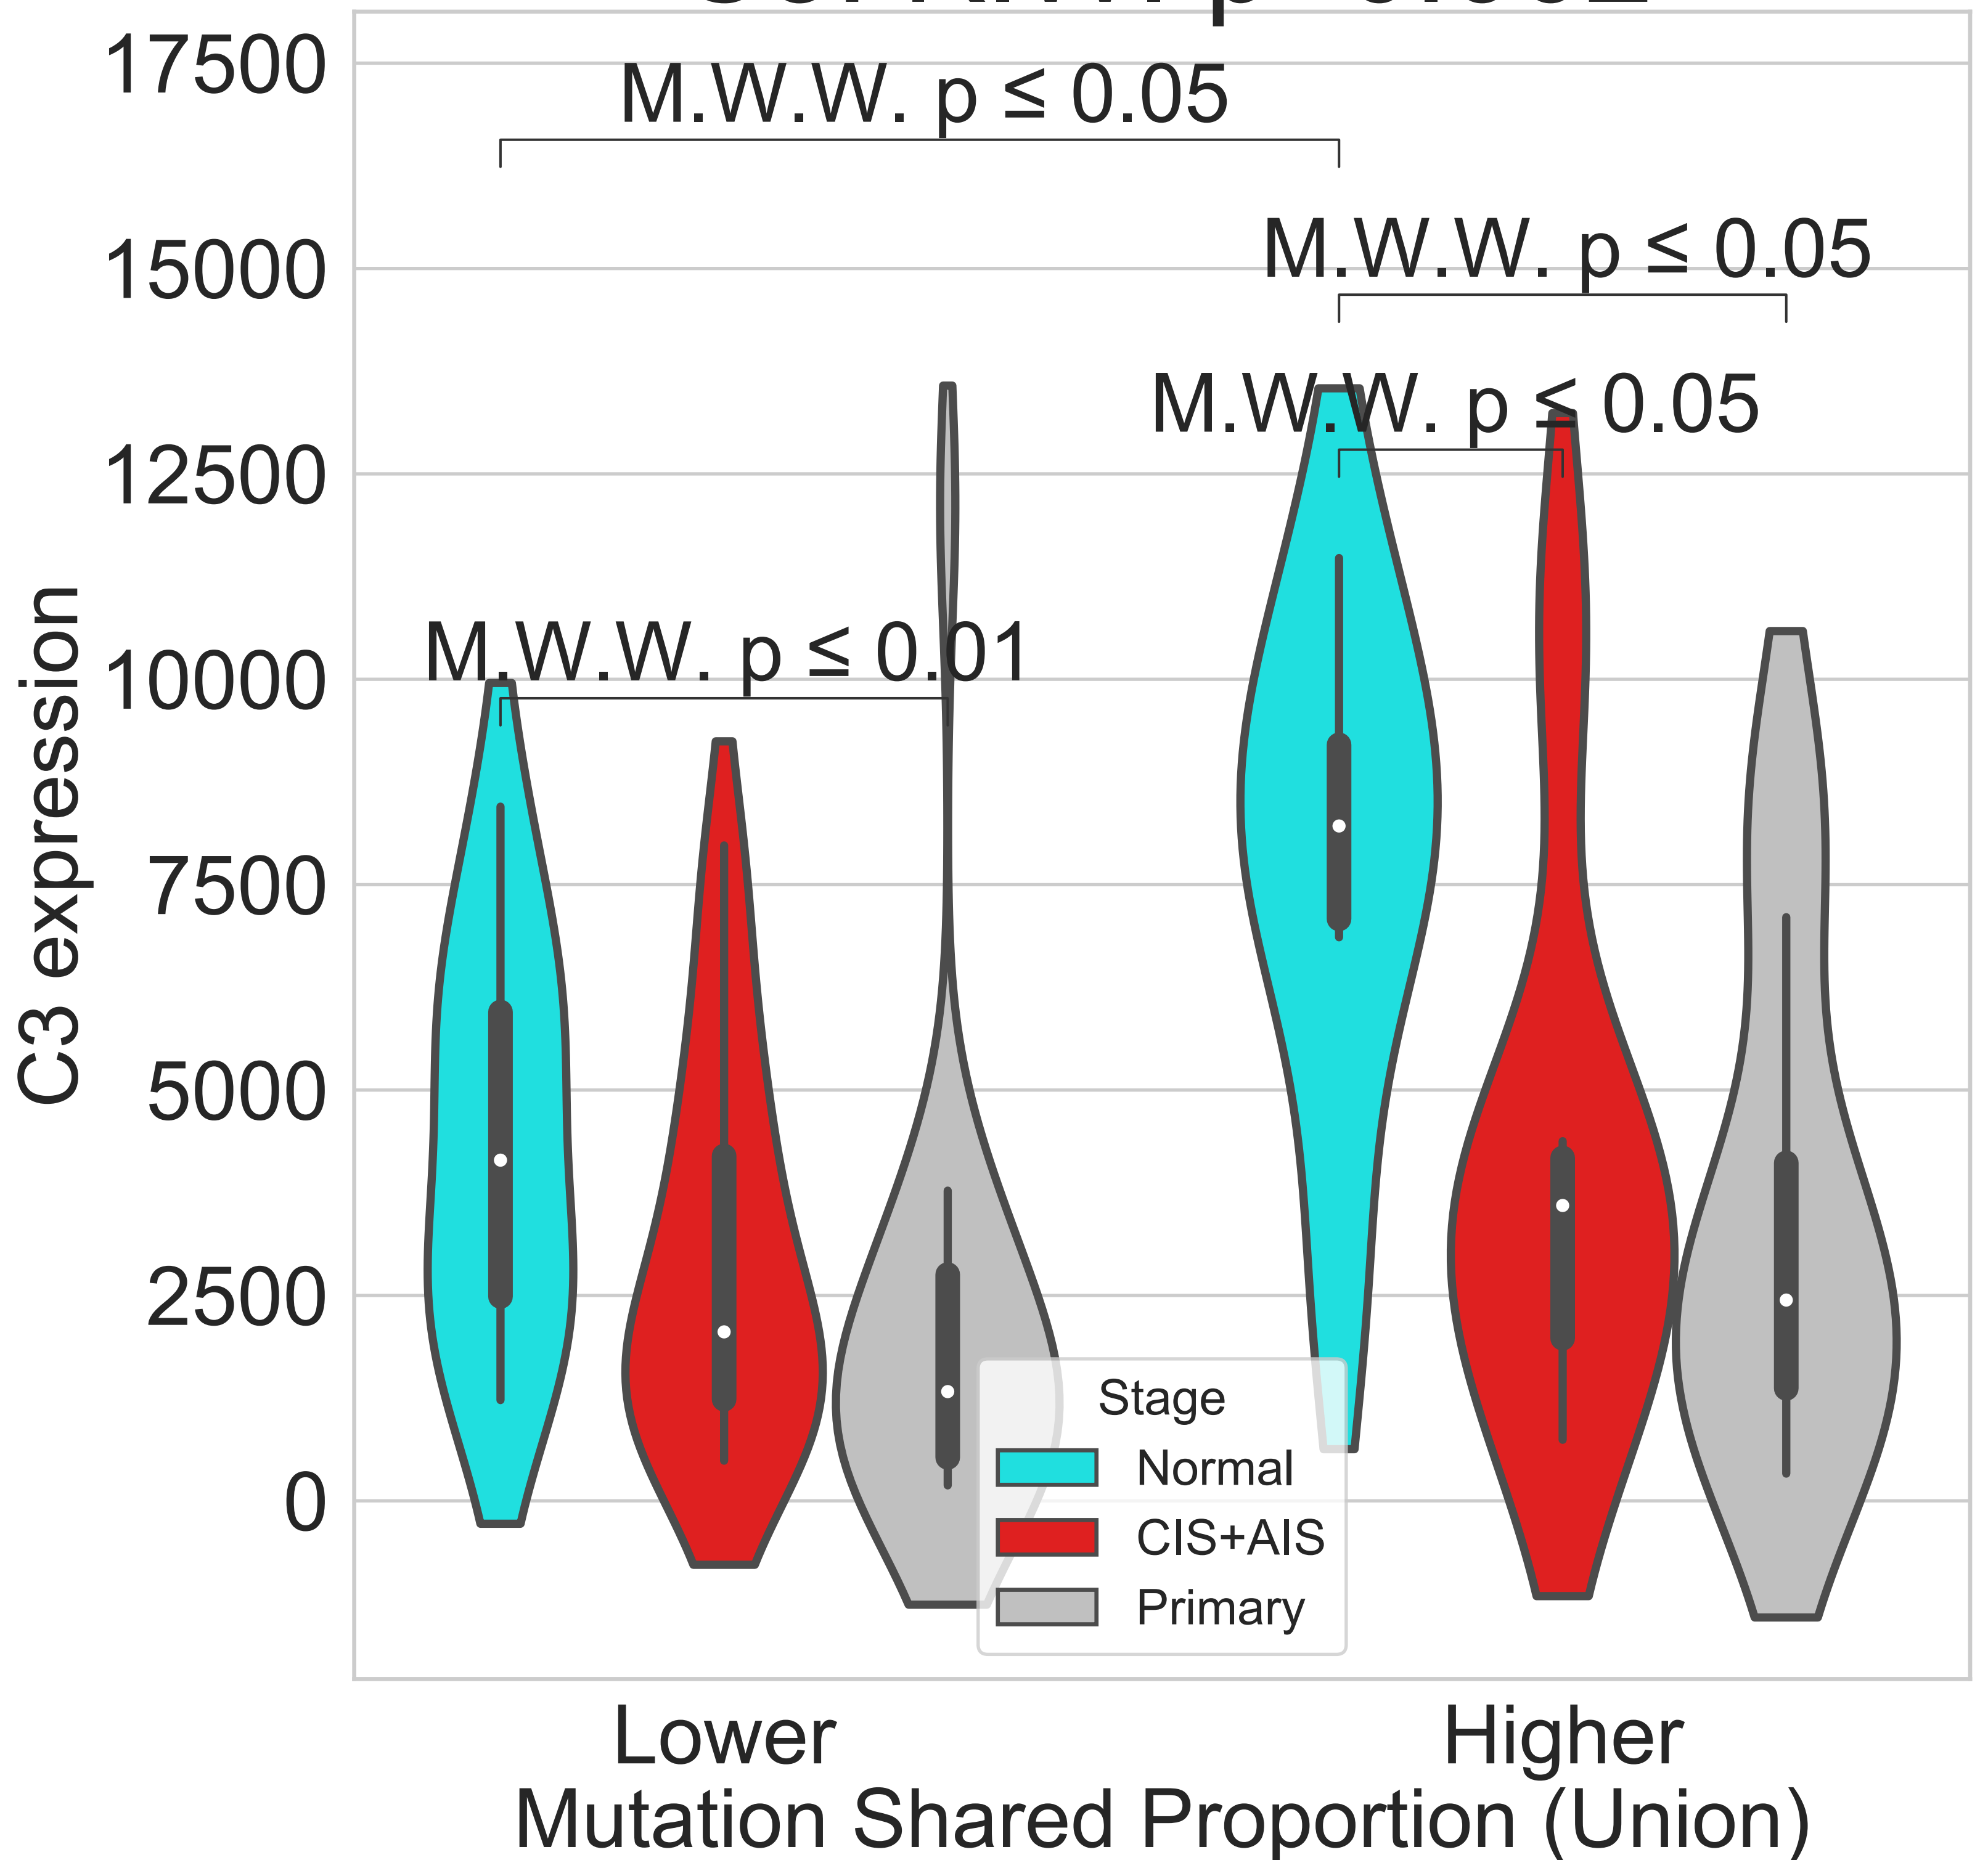 17500
15000
12500
10000
7500
5000
2500
0
C3 expression
M.W.W. p ≤ 0.05
M.W.W. p ≤ 0.05
M.W.W. p ≤ 0.05
M.W.W. p ≤ 0.01
Stage
Normal
CIS+AIS
Primary
Lower
Higher
Mutation Shared Proportion (Union)